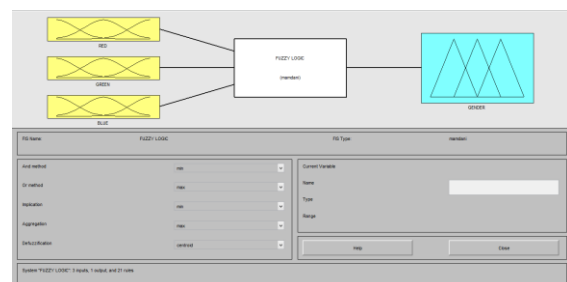 RED
GREEN
BLUE
FUZZY LOGIC
(mamdani)
GENDER
FIS Name: FUZZY LOGIC
FIS Type: mamdani
And method min
Or method max
Implication min
Aggregation max
Defuzzification centroid
Current Variable
Name
Type
Range
Help
Close
System "FUZZY LOGIC": 3 inputs, 1 output, and 21 rules